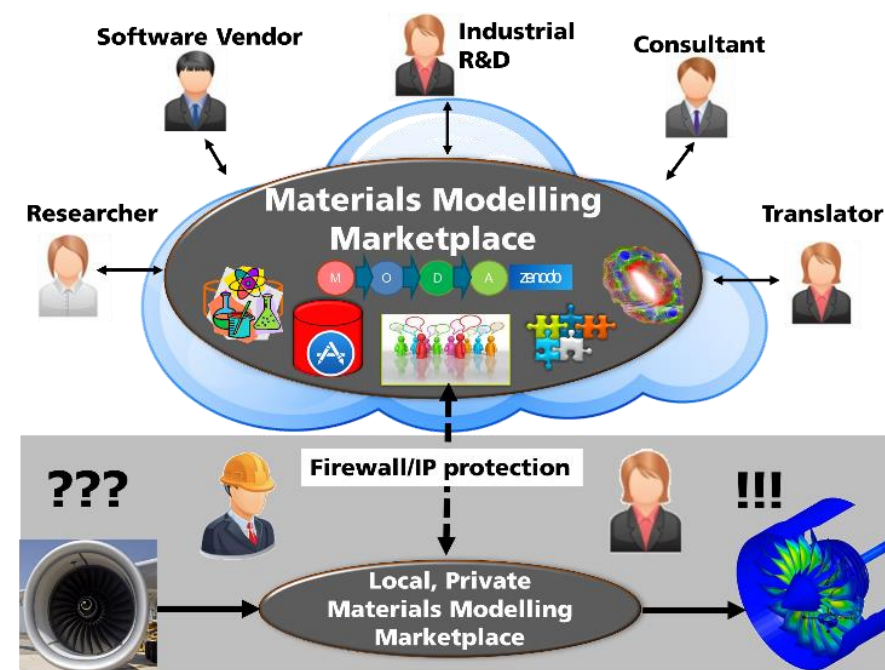 Software Vendor
Industrial
R&D
Consultant
Researcher
Materials Modelling
Marketplace
Translator
M O D A zenodo
Firewall/IP protection
???
!!!
Local, Private
Materials Modelling
Marketplace